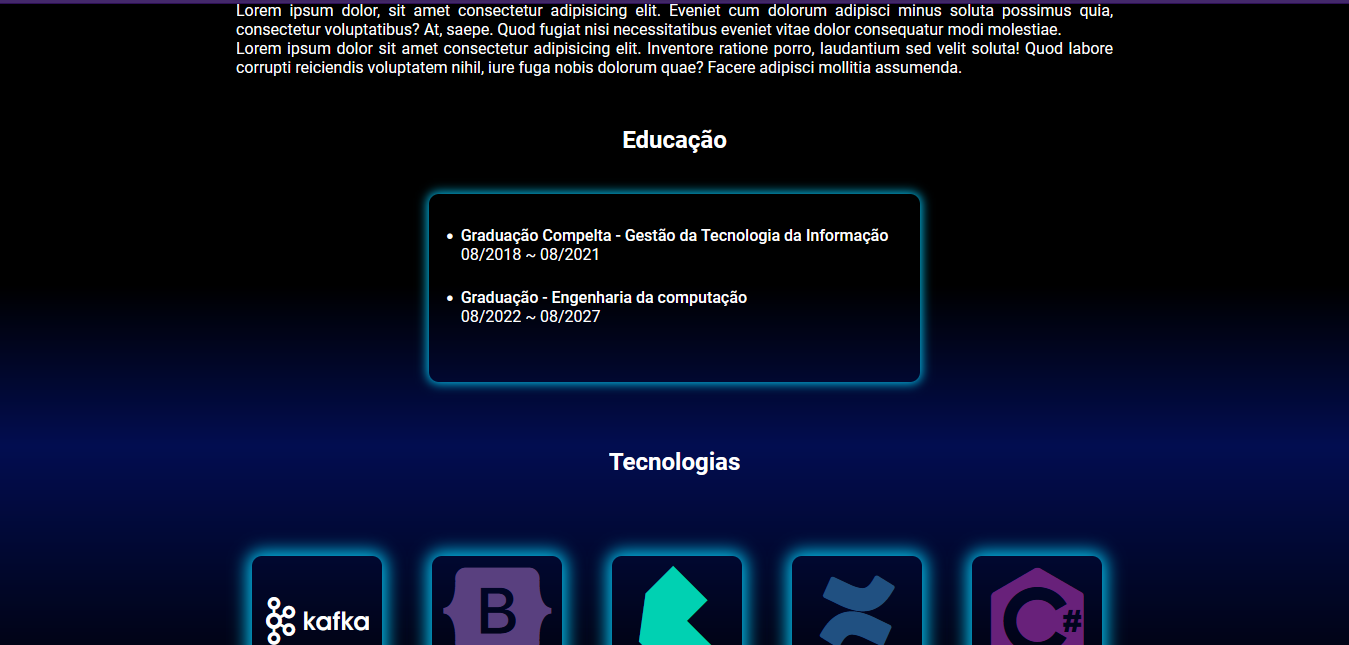 Lorem ipsum dolor, sit amet consectetur adipisicing elit. Eveniet cum dolorum adipisci minus soluta possimus quia,
consectetur voluptatibus? At, saepe. Quod fugiat nisi necessitatibus eveniet vitae dolor consequatur modi molestiae.
Lorem ipsum dolor sit amet consectetur adipisicing elit. Inventore ratione porro, laudantium sed velit soluta! Quod labore
corrupti reiciendis voluptatem nihil, iure fuga nobis dolorum quae? Facere adipisci mollitia assumenda.
Educação
Graduação Compelta - Gestão da Tecnologia da Informação
08/2018 ~ 08/2021
Graduação - Engenharia da computação
08/2022 ~ 08/2027
Tecnologias
kafka
B
C#